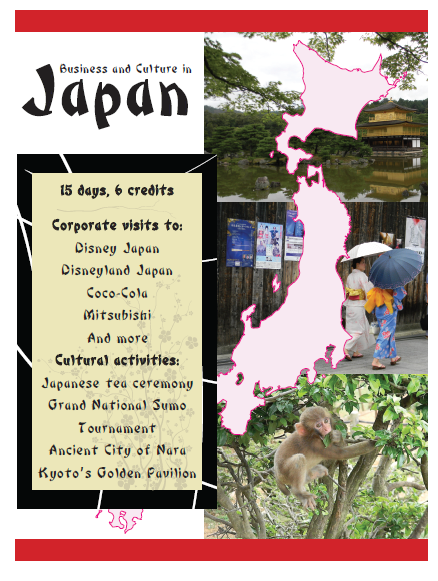 Business and Culture in
Japan
15 days, 6 credits
Corporate visits to:
Disney Japan
Disneyland Japan
Coco-Cola
Mitsubishi
And more
Cultural activities:
Japanese tea ceremony
Grand National Sumo
Tournament
Ancient City of Nara
Kyoto's Golden Pavilion